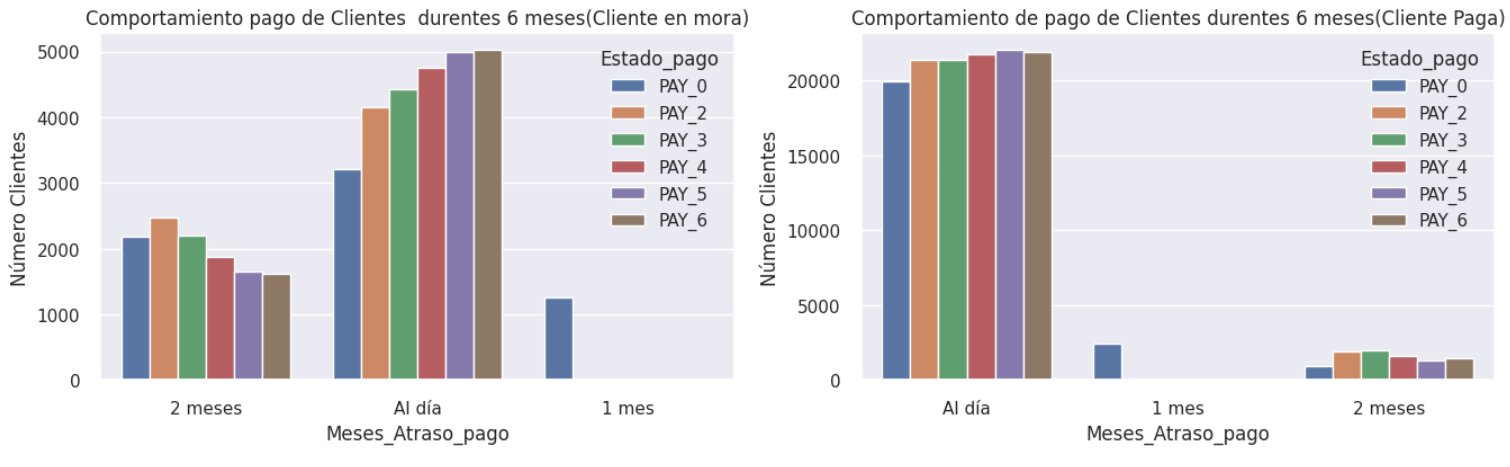 Comportamiento pago de Clientes  durentes 6 meses(Cliente en mora)
5000
4000
3000
2000
1000
0
Número Clientes
Estado_pago
PAY_0
PAY_2
PAY_3
PAY_4
PAY_5
PAY_6
2 meses
Al día
1 mes
Meses_Atraso_pago
Comportamiento de pago de Clientes durentes 6 meses(Cliente Paga)
20000
15000
10000
5000
0
Número Clientes
Estado_pago
PAY_0
PAY_2
PAY_3
PAY_4
PAY_5
PAY_6
Al día
1 mes
2 meses
Meses_Atraso_pago